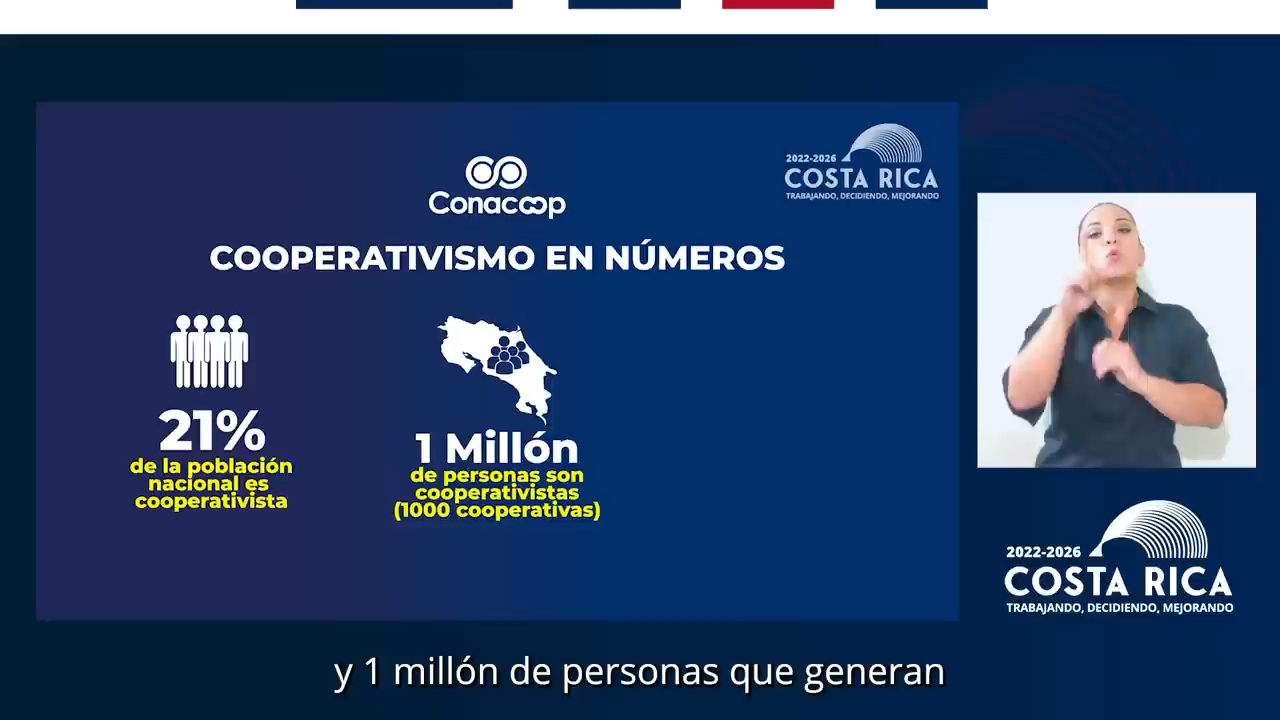 Conacoop
2022-2026
COSTA RICA
TRABAJANDO, DECIDIENDO, MEJORANDO
COOPERATIVISMO EN NÚMEROS
21%
de la población
nacional es
cooperativista
1 Millón
de personas son
cooperativistas
(1000 cooperativas)
2022-2026
COSTA RICA
TRABAJANDO, DECIDIENDO, MEJORANDO
y 1 millón de personas que generan